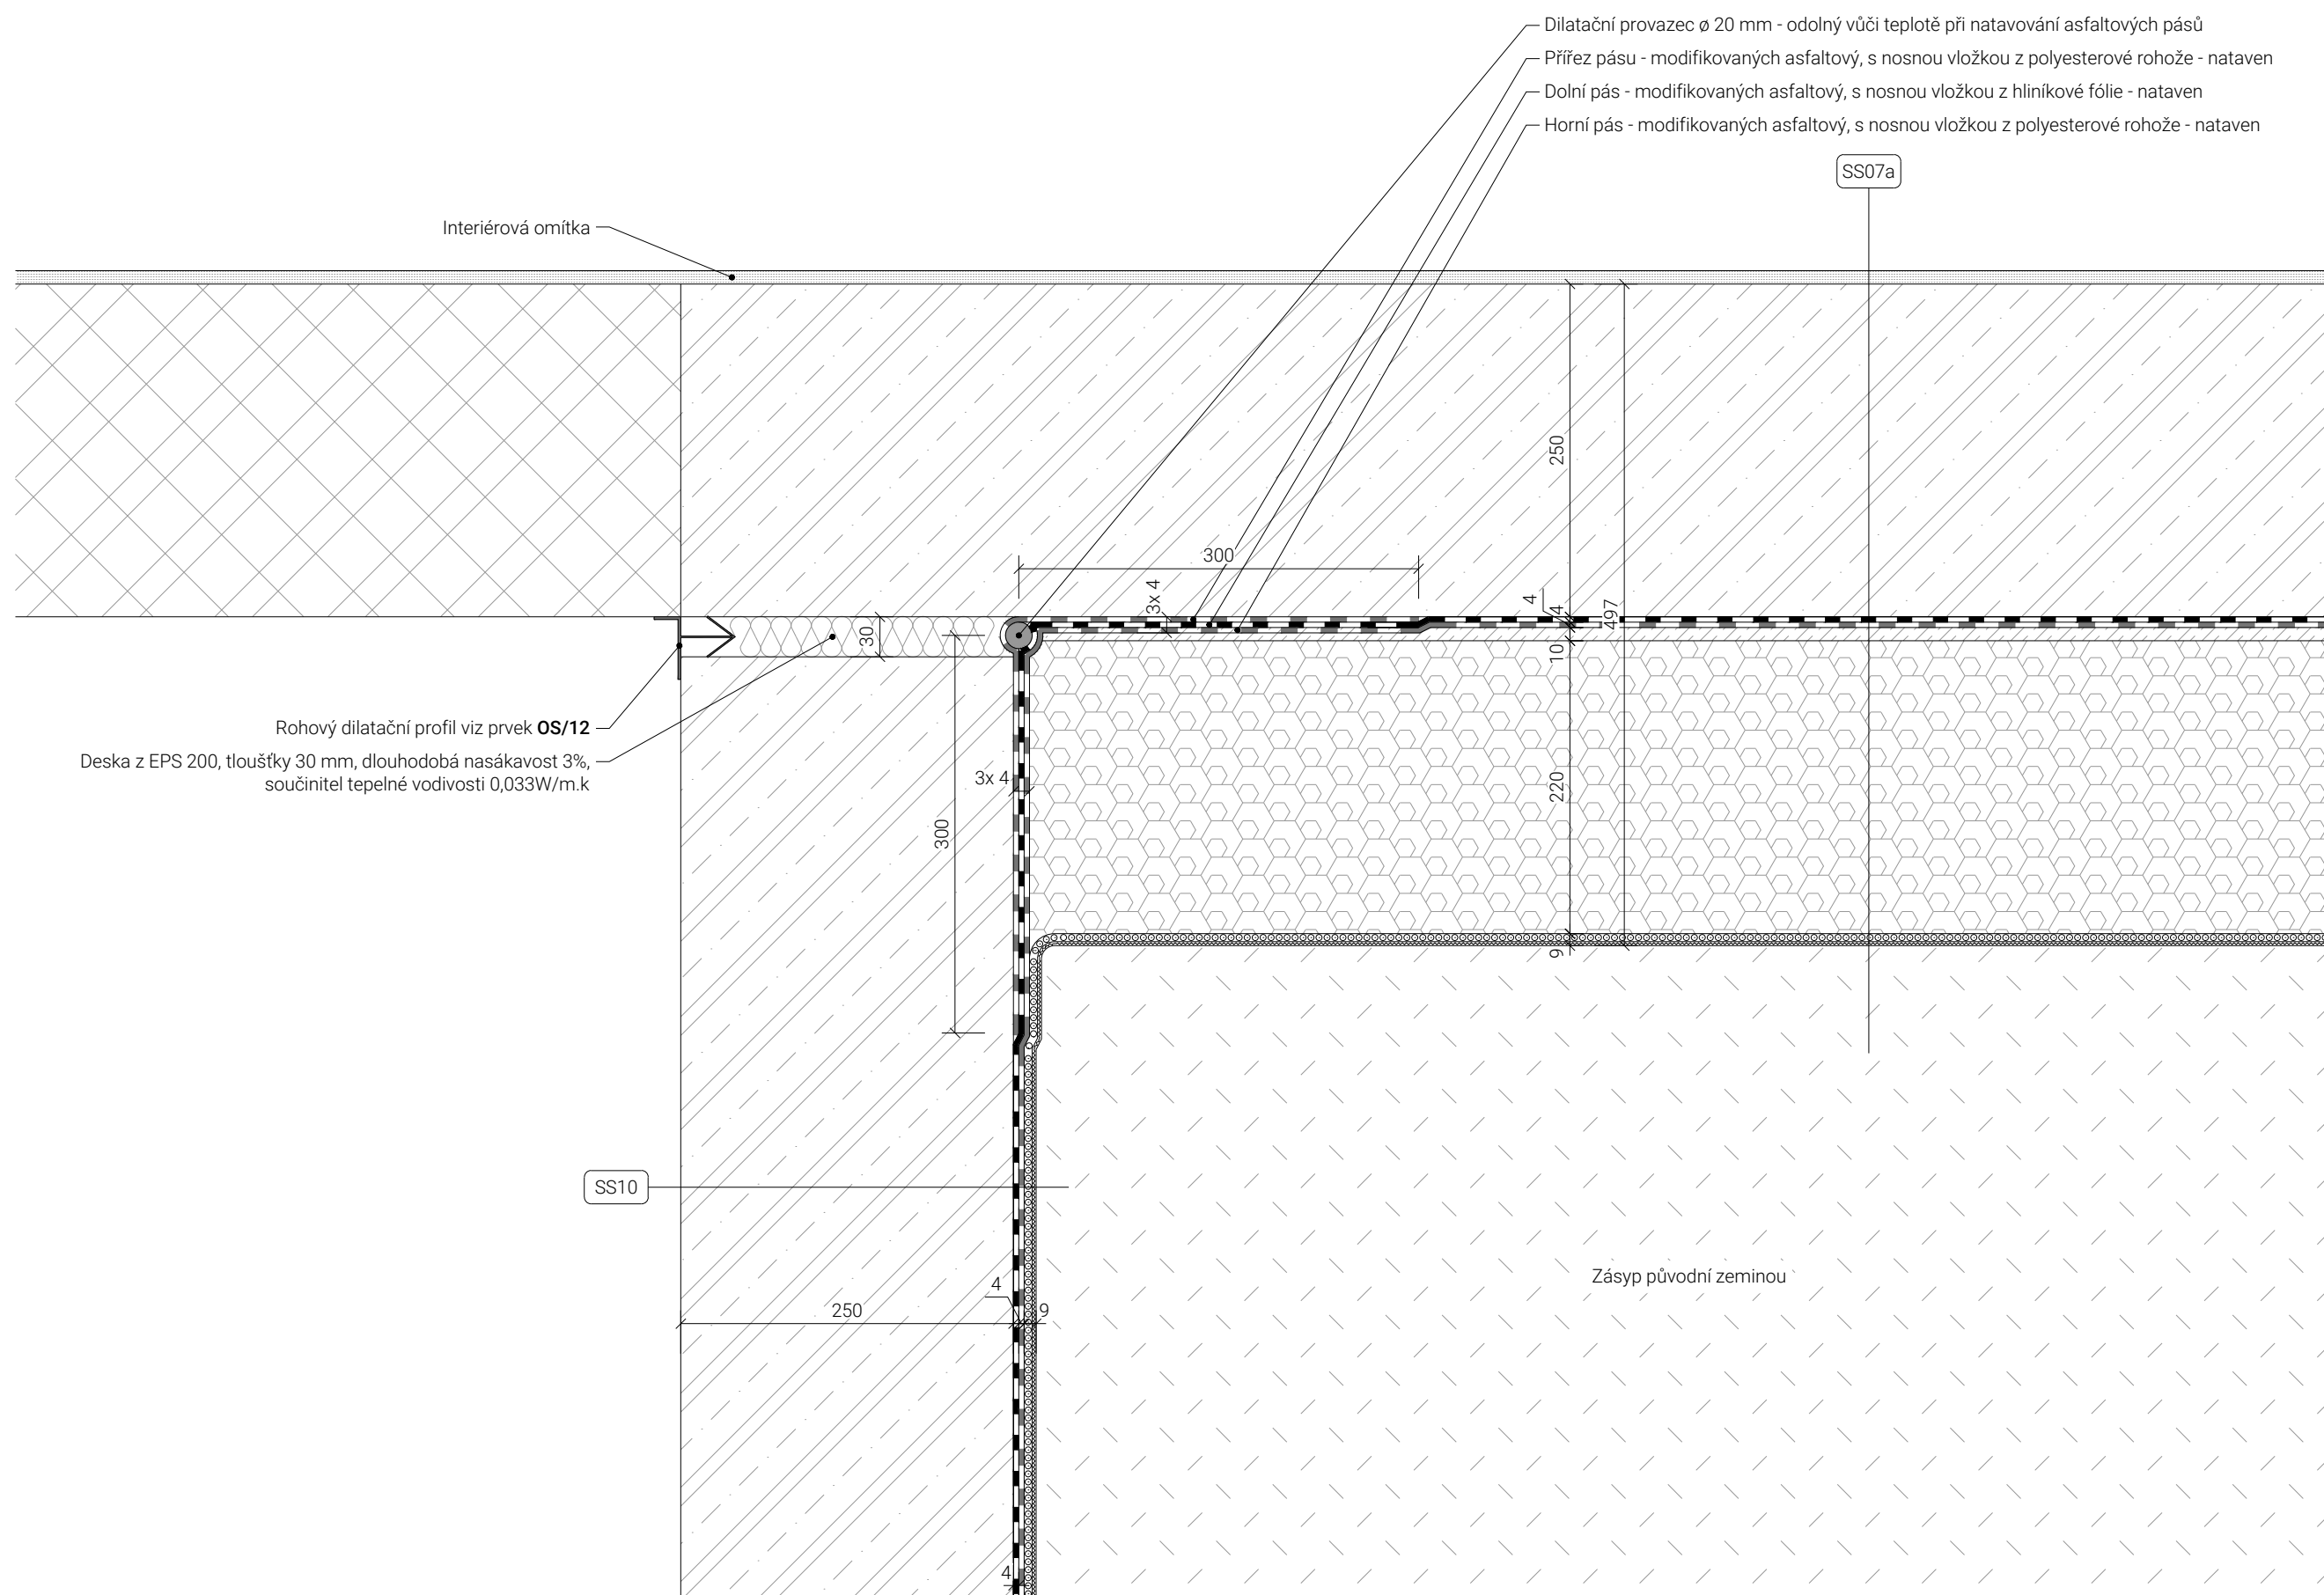 Dilatační provazec ø 20 mm - odolný vůči teplotě při natavování asfaltových pásů
Přířez pásu - modifikovaných asfaltový, s nosnou vložkou z polyesterové rohože - nataven
Dolní pás - modifikovaných asfaltový, s nosnou vložkou z hliníkové fólie - nataven
Horní pás - modifikovaných asfaltový, s nosnou vložkou z polyesterové rohože - nataven
SS07a
Interiérová omítka
250
300
3x 4
4
4
497
30
10
Rohový dilatační profil viz prvek OS/12
Deska z EPS 200, tloušťky 30 mm, dlouhodobá nasákavost 3%,
součinitel tepelné vodivosti 0,033W/m.k
3x 4
220
300
9
SS10
Zásyp původní zeminou
4
250
9
4